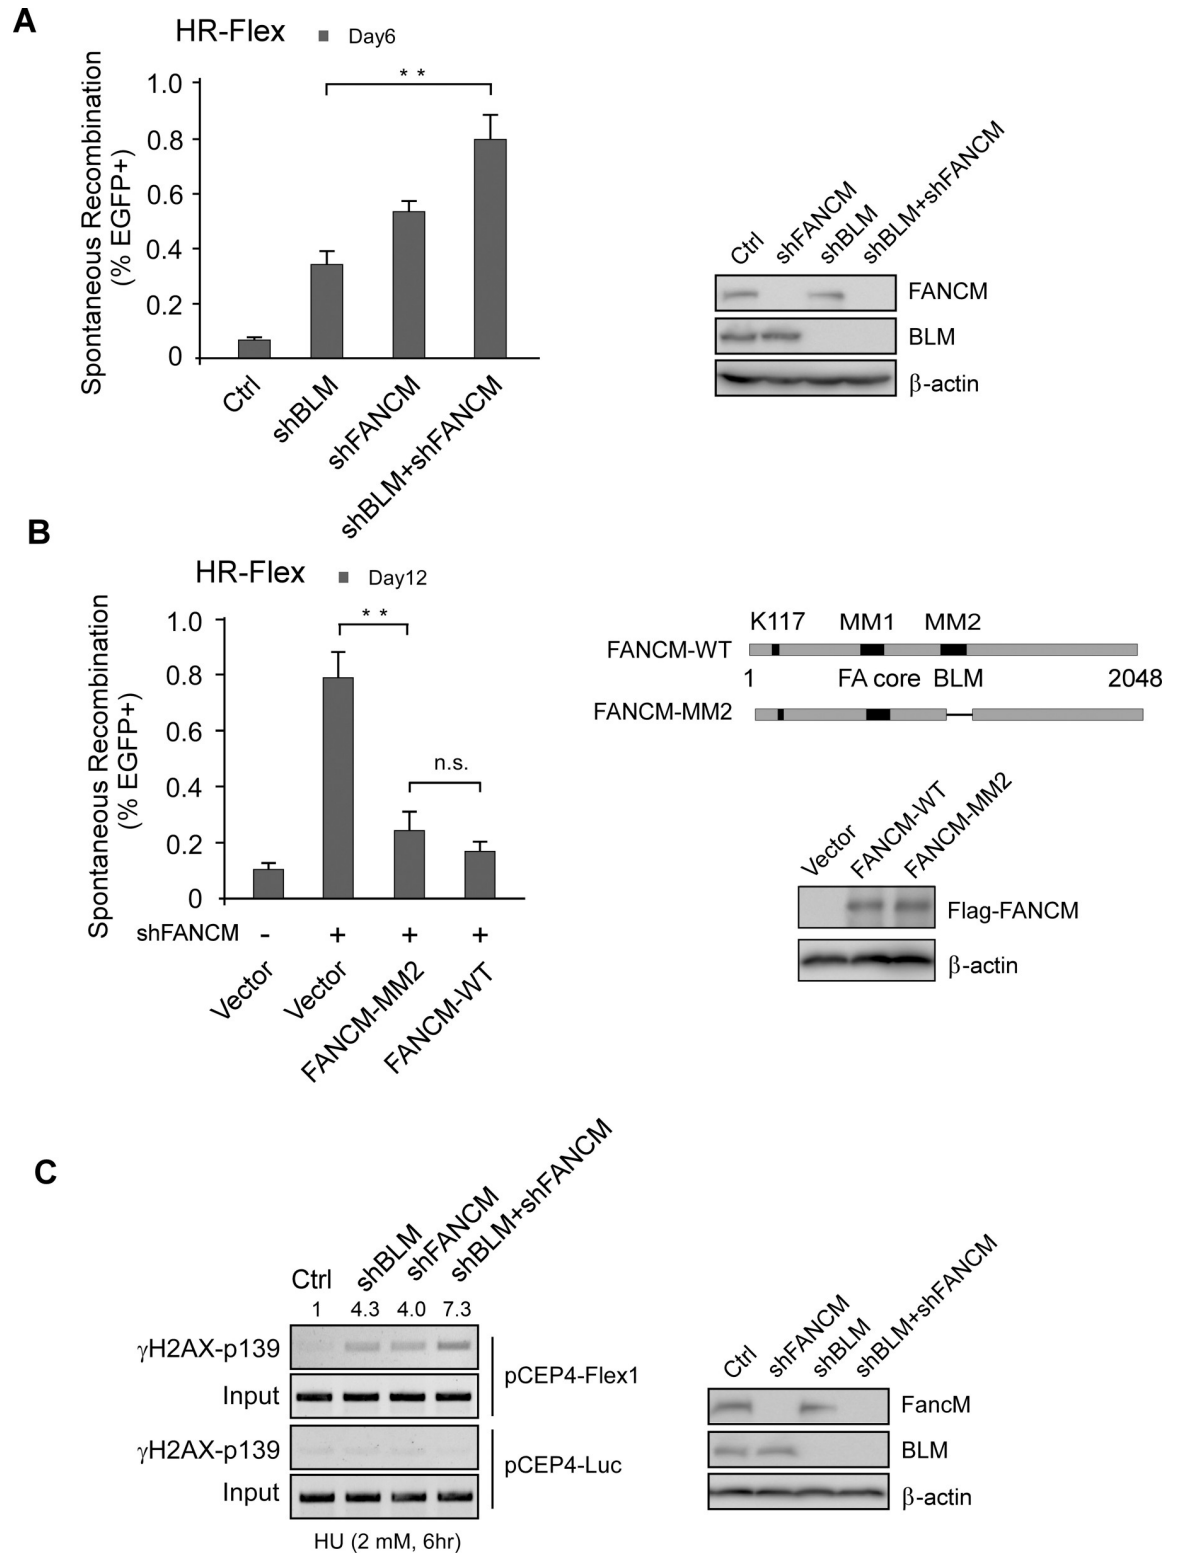 A
HR-Flex Day6
Spontaneous Recombination
(% EGFP+)
1.0
0.8
0.6
0.4
0.2
0
* *
Ctrl
shBLM
shFANCM
shBLM+shFANCM
Ctrl
shFANCM
shBLM
shBLM+shFANCM
FANCM
BLM
β-actin
B
HR-Flex Day12
Spontaneous Recombination
(% EGFP+)
1.0
0.8
0.6
0.4
0.2
0
* *
n.s.
shFANCM - + + +
Vector
Vector
FANCM-MM2
FANCM-WT
K117 MM1 MM2
FANCM-WT
1 FA core BLM 2048
FANCM-MM2
Vector
FANCM-WT
FANCM-MM2
Flag-FANCM
β-actin
C
Ctrl
shBLM
shFANCM
shBLM+shFANCM
1 4.3 4.0 7.3
γH2AX-p139
Input
pCEP4-Flex1
γH2AX-p139
Input
pCEP4-Luc
HU (2 mM, 6hr)
Ctrl
shFANCM
shBLM
shBLM+shFANCM
FancM
BLM
β-actin